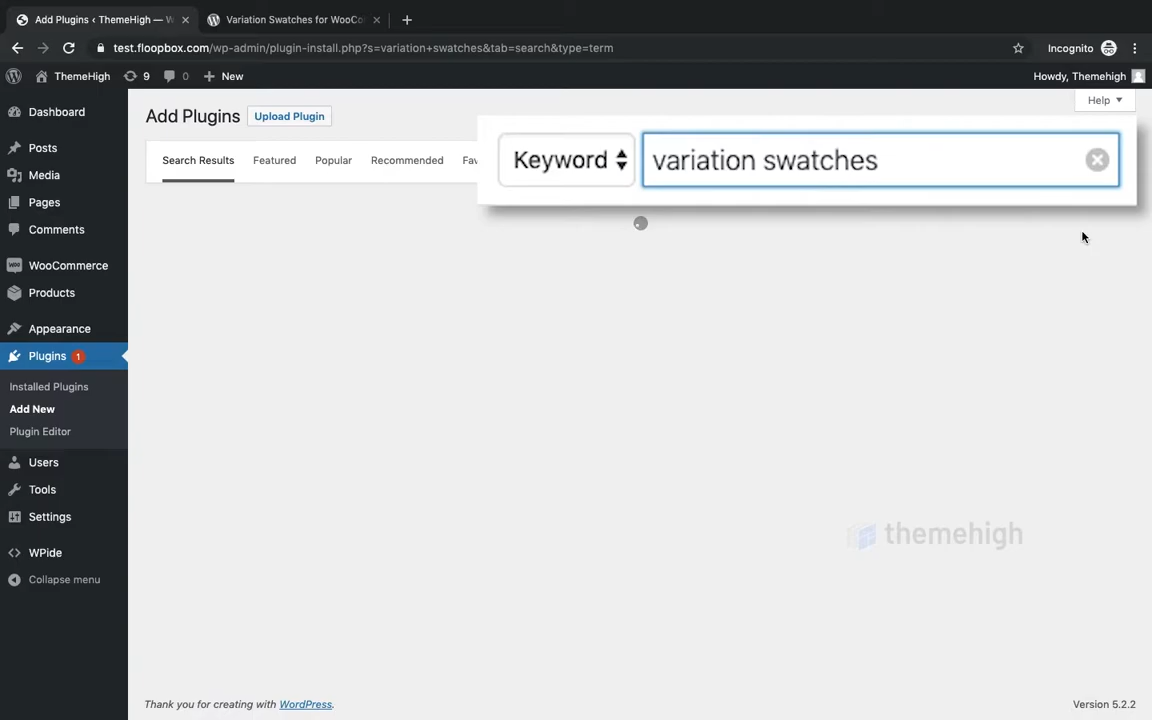 Add Plugins ‹ ThemeHigh — W
Variation Swatches for WooCo
test.floopbox.com/wp-admin/plugin-install.php?s=variation+swatches&tab=search&type=term
Incognito
ThemeHigh
9
0
New
Howdy, Themehigh
Dashboard
Posts
Media
Pages
Comments
WooCommerce
Products
Appearance
Plugins 1
Installed Plugins
Add New
Plugin Editor
Users
Tools
Settings
WPide
Collapse menu
Help
Add Plugins
Upload Plugin
Search Results
Featured
Popular
Recommended
Fav
Keyword
variation swatches
themehigh
Thank you for creating with WordPress.
Version 5.2.2